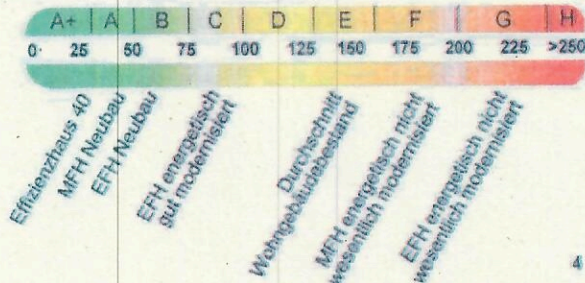 A+ A B C D E F G H
0 25 50 75 100 125 150 175 200 225 >250
Effizienzhaus 40
MFH Neubau
EFH Neubau
EFH energetisch
gut modernisiert
Durchschnitt
Wohngebäudebestand
MFH energetisch nicht
wesentlich modernisiert
EFH energetisch nicht
wesentlich modernisiert
4